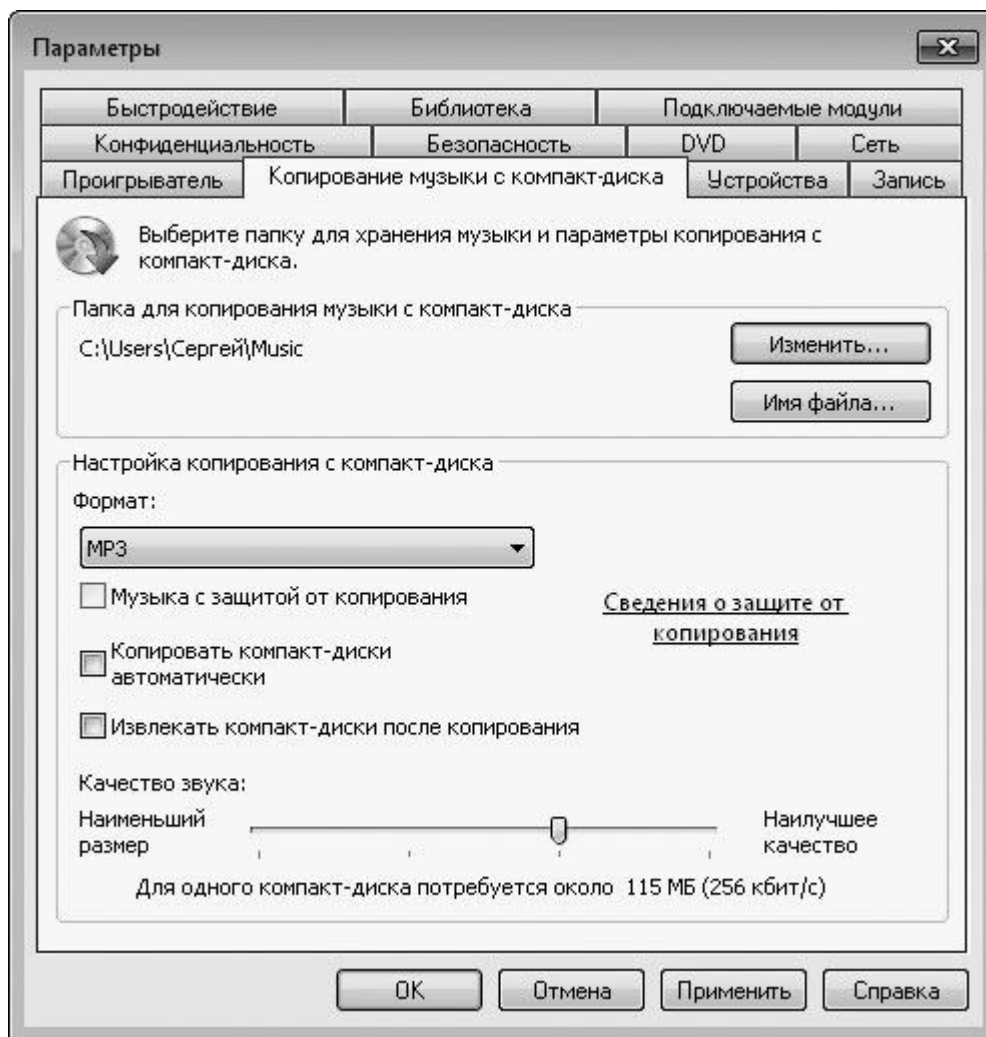 Параметры
Быстродействие
Библиотека
Подключаемые модули
Конфиденциальность
Безопасность
DVD
Сеть
Проигрыватель
Копирование музыки с компакт-диска
Устройства
Запись
Выберите папку для хранения музыки и параметры копирования с
компакт-диска.
Папка для копирования музыки с компакт-диска
C:\Users\Сергей\Music
Изменить...
Имя файла...
Настройка копирования с компакт-диска
Формат:
MP3
Музыка с защитой от копирования
Сведения о защите от
копирования
Копировать компакт-диски
автоматически
Извлекать компакт-диски после копирования
Качество звука:
Наименьший
размер
Наилучшее
качество
Для одного компакт-диска потребуется около 115 МБ (256 кбит/с)
ОК
Отмена
Применить
Справка